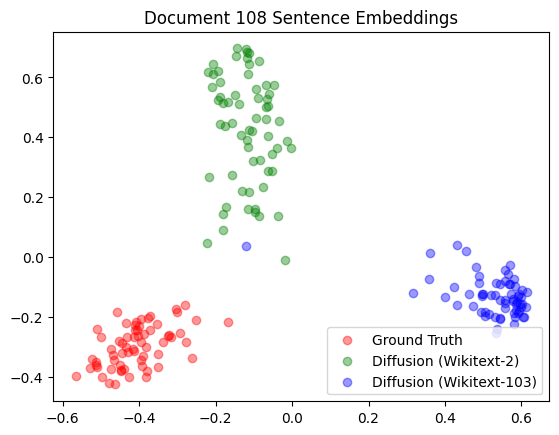 Document 108 Sentence Embeddings
0.6
0.4
0.2
0.0
−0.2
−0.4
Ground Truth
Diffusion (Wikitext-2)
Diffusion (Wikitext-103)
−0.6 −0.4 −0.2 0.0 0.2 0.4 0.6